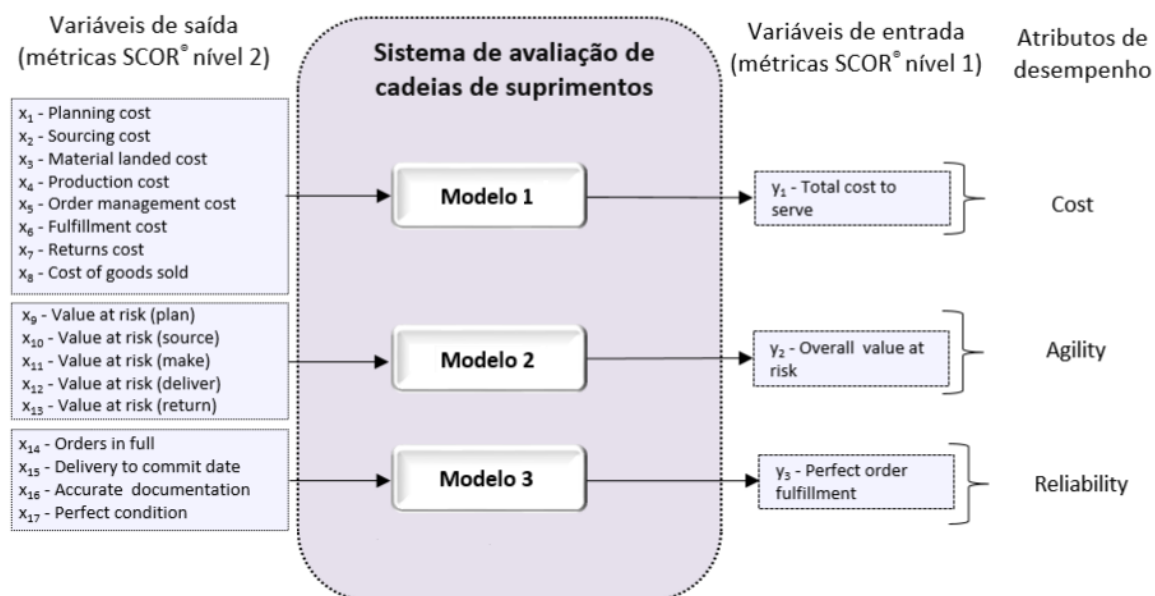 Variáveis de saída
(métricas SCOR® nível 2)
Sistema de avaliação de
cadeias de suprimentos
Variáveis de entrada
(métricas SCOR® nível 1)
Atributos de
desempenho
x₁ - Planning cost
x₂ - Sourcing cost
x₃ - Material landed cost
x₄ - Production cost
x₅ - Order management cost
x₆ - Fulfillment cost
x₇ - Returns cost
x₈ - Cost of goods sold
Modelo 1
y₁ - Total cost to
serve
Cost
x₉ - Value at risk (plan)
x₁₀ - Value at risk (source)
x₁₁ - Value at risk (make)
x₁₂ - Value at risk (deliver)
x₁₃ - Value at risk (return)
Modelo 2
y₂ - Overall value at
risk
Agility
x₁₄ - Orders in full
x₁₅ - Delivery to commit date
x₁₆ - Accurate documentation
x₁₇ - Perfect condition
Modelo 3
y₃ - Perfect order
fulfillment
Reliability